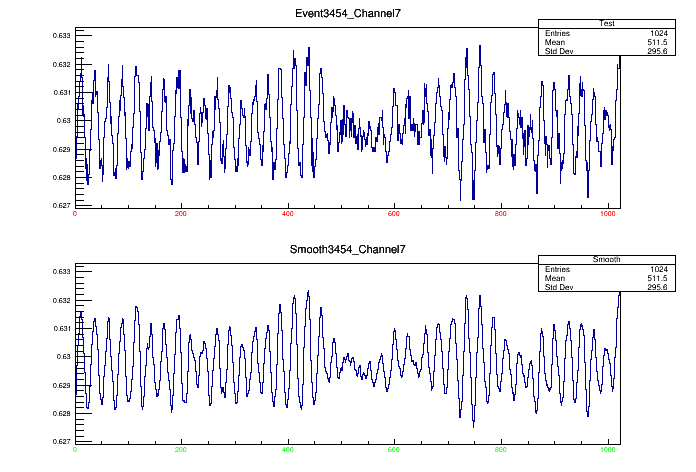 Event3454_Channel7
Test
Entries 1024
Mean 511.5
Std Dev 295.6
0.633
0.632
0.631
0.63
0.629
0.628
0.627
0 200 400 600 800 1000
Smooth3454_Channel7
Smooth
Entries 1024
Mean 511.5
Std Dev 295.6
0.633
0.632
0.631
0.63
0.629
0.628
0.627
0 200 400 600 800 1000